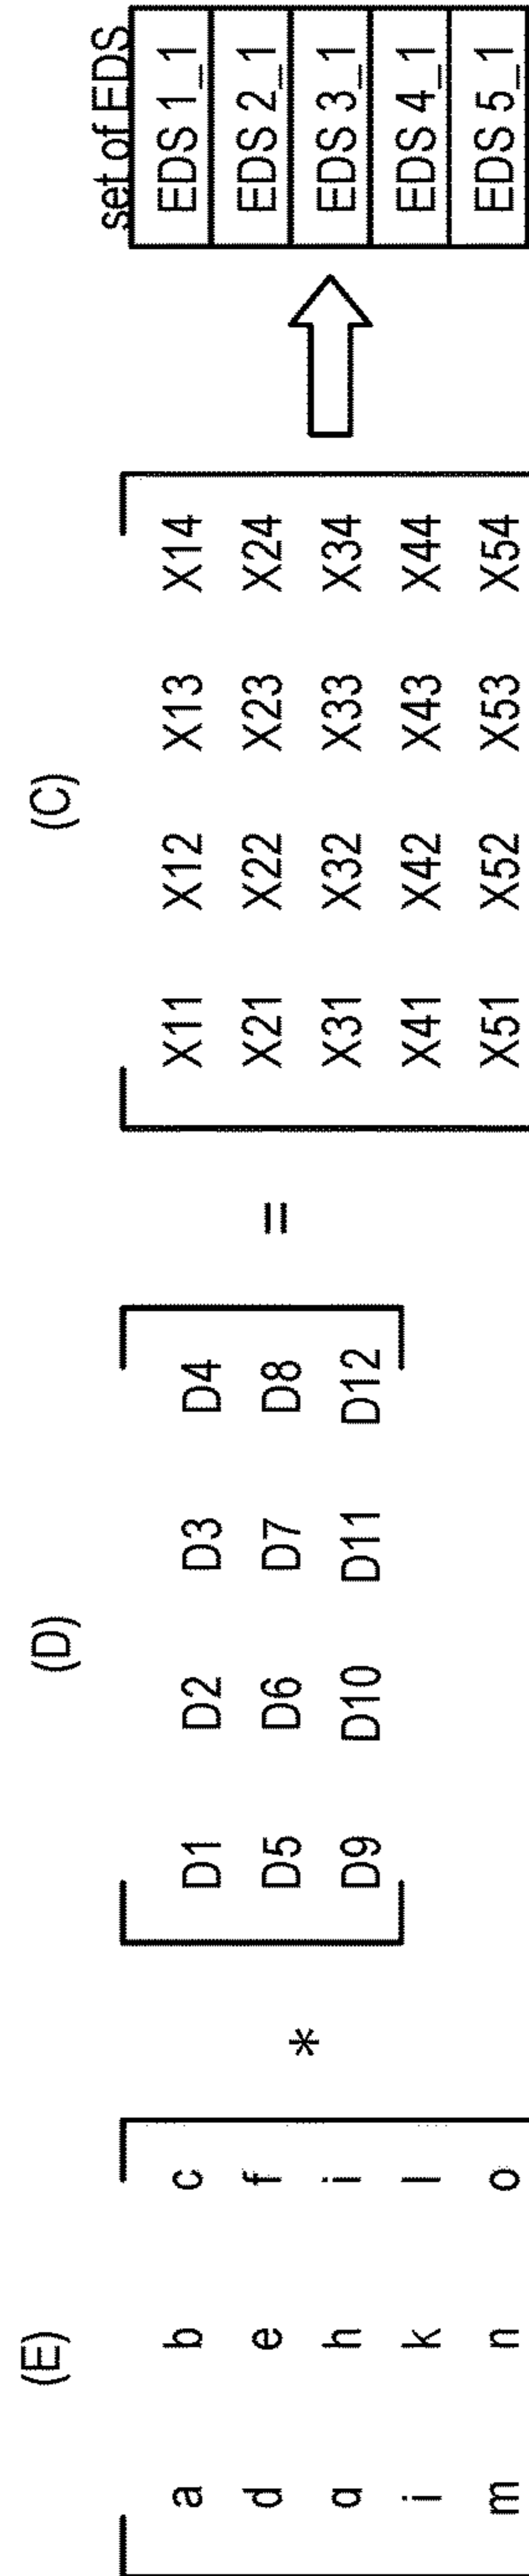 (E) (D) (C) set of EDS
a b c * D1 D2 D3 D4 = X11 X12 X13 X14 EDS 1_1
d e f D5 D6 D7 D8 X21 X22 X23 X24 EDS 2_1
g h i D9 D10 D11 D12 X31 X32 X33 X34 EDS 3_1
j k l X41 X42 X43 X44 EDS 4_1
m n o X51 X52 X53 X54 EDS 5_1